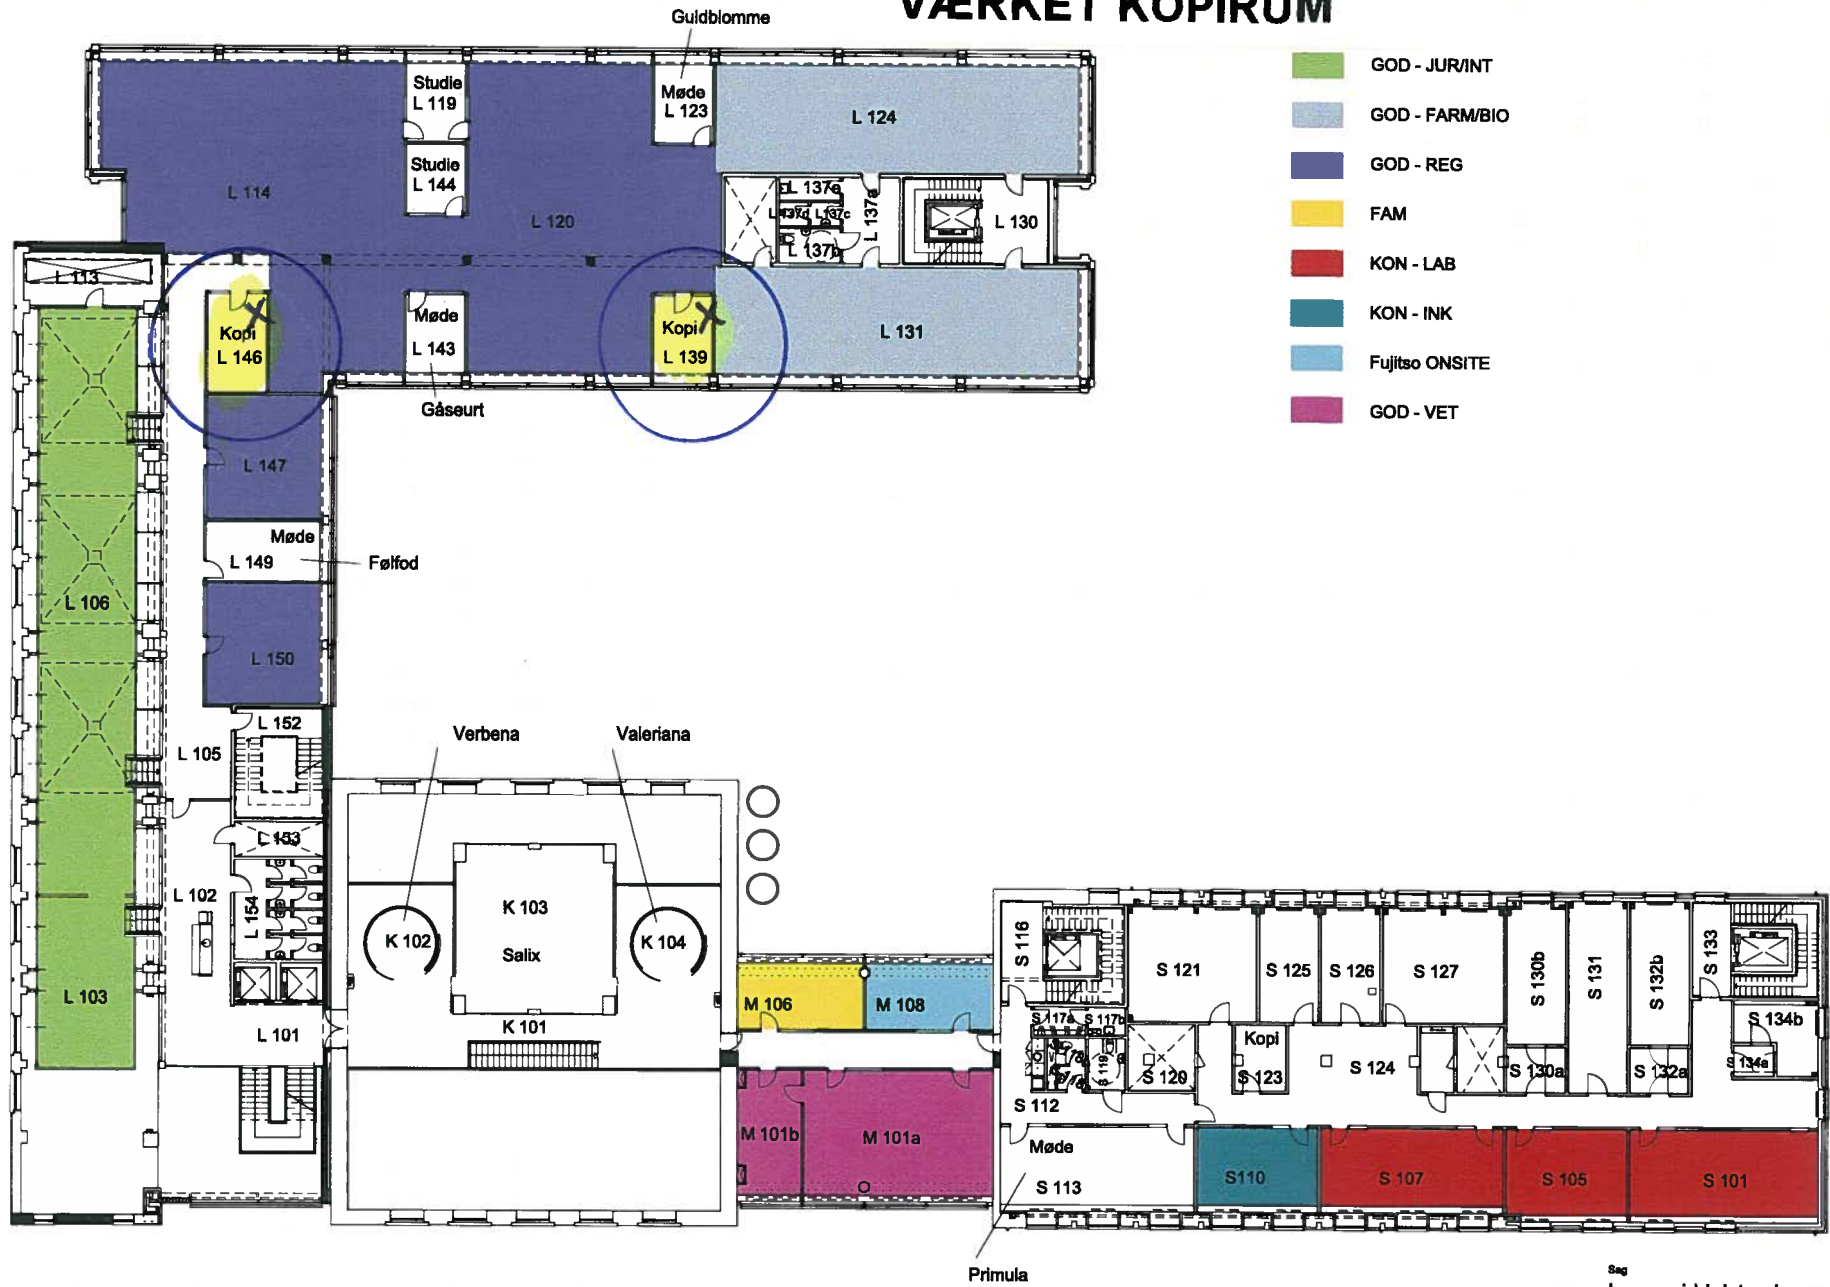 VÆRKET KOPIRUM
Guldblomme
GOD - JUR/INT
GOD - FARM/BIO
GOD - REG
FAM
KON - LAB
KON - INK
Fujitso ONSITE
GOD - VET
Studie
L 119
Møde
L 123
L 124
Studie
L 144
L 114
L 120
L 137e
L 137d
L 137c
L 137a
L 137b
L 130
L 113
Kopi
L 146
Møde
L 143
Kopi
L 139
L 131
Gåseurt
L 147
Møde
L 149
Følfod
L 106
L 150
L 152
L 105
Verbena
Valeriana
L 153
L 102
L 154
K 103
Salix
K 102
K 104
L 103
L 101
K 101
M 106
M 108
M 101b
M 101a
S 116
S 121
S 125
S 126
S 127
S 130b
S 131
S 132b
S 133
S 117a
S 117b
S 134b
Kopi
S 123
S 119
S 120
S 124
S 130a
S 132a
S 134a
S 112
Møde
S 113
S110
S 107
S 105
S 101
Primula
Sag